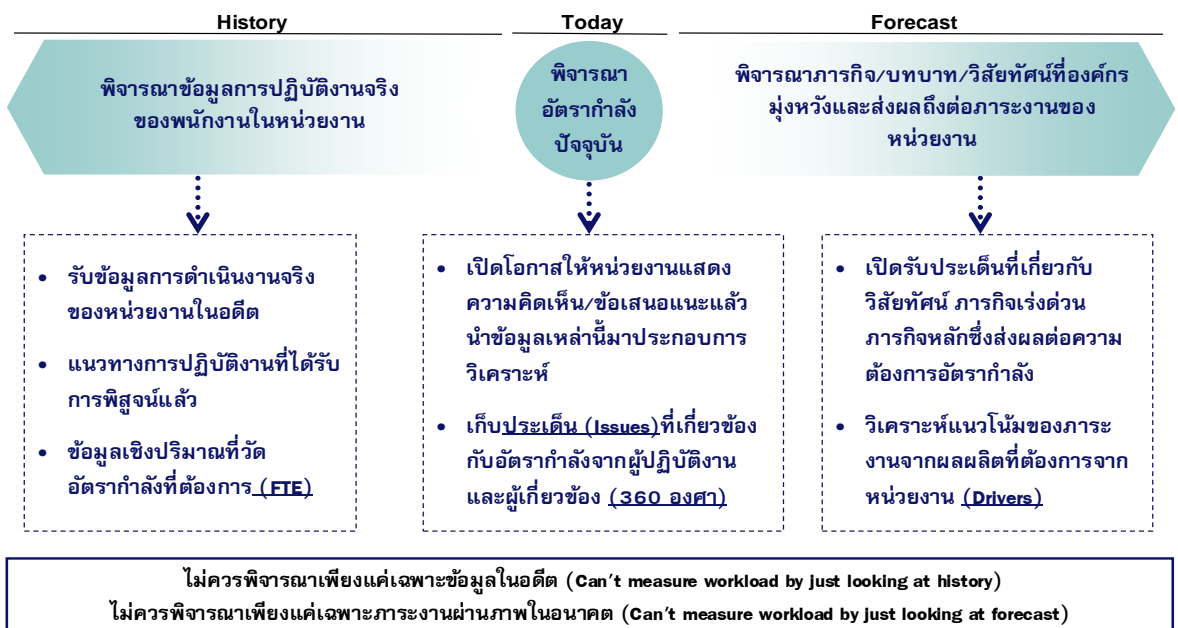 History
Today
Forecast
พิจารณาข้อมูลการปฏิบัติงานจริง
ของพนักงานในหน่วยงาน
พิจารณา
อัตรากำลัง
ปัจจุบัน
พิจารณาภารกิจ/บทบาท/วิสัยทัศน์ที่องค์กร
มุ่งหวังและส่งผลถึงต่อภาระงานของ
หน่วยงาน
• รับข้อมูลการดำเนินงานจริง
ของหน่วยงานในอดีต
• แนวทางการปฏิบัติงานที่ได้รับ
การพิสูจน์แล้ว
• ข้อมูลเชิงปริมาณที่วัด
อัตรากำลังที่ต้องการ (FTE)
• เปิดโอกาสให้หน่วยงานแสดง
ความคิดเห็น/ข้อเสนอแนะแล้ว
นำข้อมูลเหล่านี้มาประกอบการ
วิเคราะห์
• เก็บประเด็น (Issues)ที่เกี่ยวข้อง
กับอัตรากำลังจากผู้ปฏิบัติงาน
และผู้เกี่ยวข้อง (360 องศา)
• เปิดรับประเด็นที่เกี่ยวกับ
วิสัยทัศน์ ภารกิจเร่งด่วน
ภารกิจหลักซึ่งส่งผลต่อความ
ต้องการอัตรากำลัง
• วิเคราะห์แนวโน้มของภาระ
งานจากผลผลิตที่ต้องการจาก
หน่วยงาน (Drivers)
ไม่ควรพิจารณาเพียงแค่เฉพาะข้อมูลในอดีต (Can't measure workload by just looking at history)
ไม่ควรพิจารณาเพียงแค่เฉพาะภาระงานผ่านภาพในอนาคต (Can't measure workload by just looking at forecast)